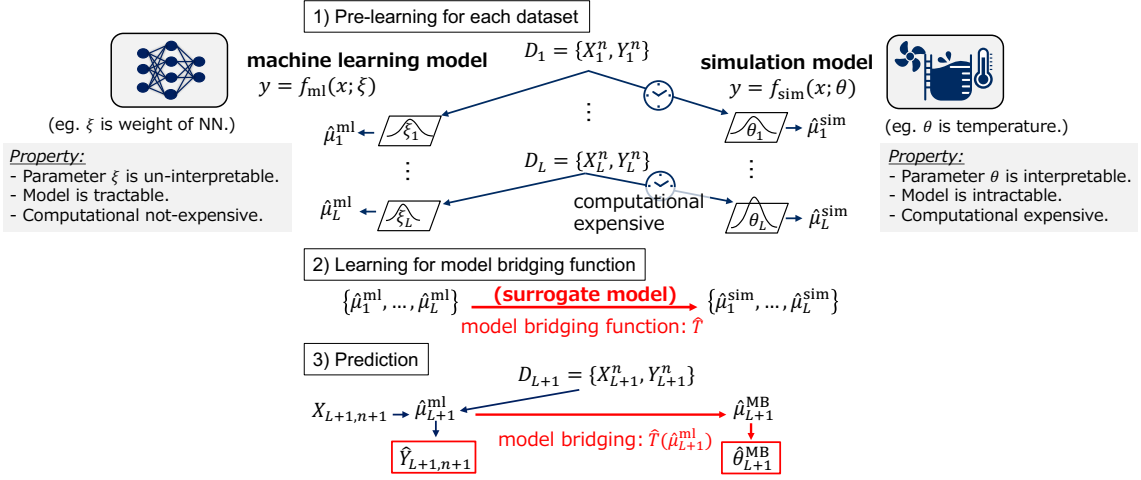 1) Pre-learning for each dataset
machine learning model
y = f_ml(x; ξ)
(eg. ξ is weight of NN.)
Property:
- Parameter ξ is un-interpretable.
- Model is tractable.
- Computational not-expensive.
D_1 = {X_1^n, Y_1^n}
⋮
D_L = {X_L^n, Y_L^n}
computational
expensive
μ̂_1^ml
ξ_1
⋮
μ̂_L^ml
ξ_L
simulation model
y = f_sim(x; θ)
(eg. θ is temperature.)
θ_1
μ̂_1^sim
⋮
θ_L
μ̂_L^sim
Property:
- Parameter θ is interpretable.
- Model is intractable.
- Computational expensive.
2) Learning for model bridging function
{μ̂_1^ml, …, μ̂_L^ml}
(surrogate model)
model bridging function: T̂
{μ̂_1^sim, …, μ̂_L^sim}
3) Prediction
D_{L+1} = {X_{L+1}^n, Y_{L+1}^n}
X_{L+1,n+1}
μ̂_{L+1}^ml
model bridging: T̂(μ̂_{L+1}^ml)
μ̂_{L+1}^MB
Ŷ_{L+1,n+1}
θ̂_{L+1}^MB